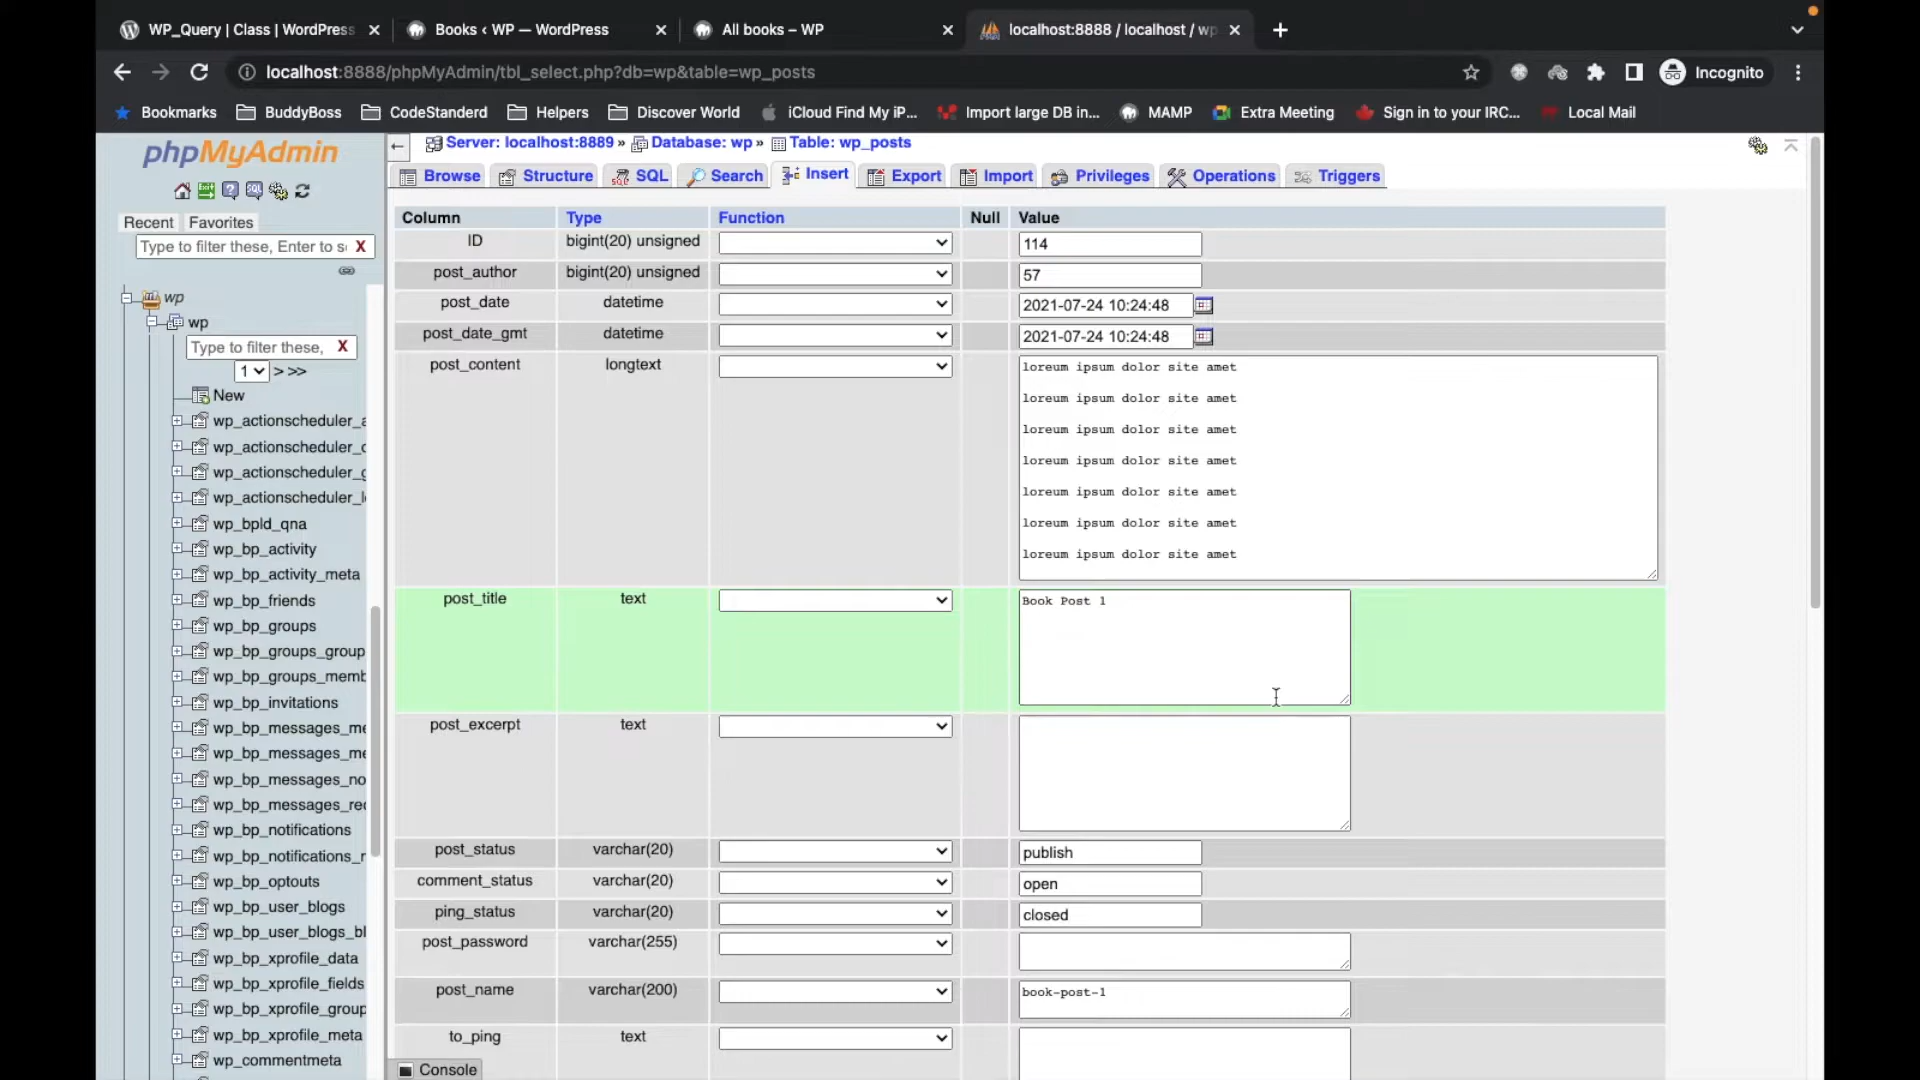 WP_Query | Class | WordPress
Books ‹ WP — WordPress
All books – WP
localhost:8888 / localhost / wp
localhost:8888/phpMyAdmin/tbl_select.php?db=wp&table=wp_posts
Incognito
Bookmarks
BuddyBoss
CodeStanderd
Helpers
Discover World
iCloud Find My iP...
Import large DB in...
MAMP
Extra Meeting
Sign in to your IRC...
Local Mail
phpMyAdmin
Recent Favorites
Type to filter these, Enter to s X
wp
wp
Type to filter these, X
1 > >>
New
wp_actionscheduler_a
wp_actionscheduler_c
wp_actionscheduler_g
wp_actionscheduler_l
wp_bpld_qna
wp_bp_activity
wp_bp_activity_meta
wp_bp_friends
wp_bp_groups
wp_bp_groups_group
wp_bp_groups_memb
wp_bp_invitations
wp_bp_messages_me
wp_bp_messages_me
wp_bp_messages_no
wp_bp_messages_rec
wp_bp_notifications
wp_bp_notifications_r
wp_bp_optouts
wp_bp_user_blogs
wp_bp_user_blogs_bl
wp_bp_xprofile_data
wp_bp_xprofile_fields
wp_bp_xprofile_group
wp_bp_xprofile_meta
wp_commentmeta
Server: localhost:8889 » Database: wp » Table: wp_posts
Browse Structure SQL Search Insert Export Import Privileges Operations Triggers
Column Type Function Null Value
ID bigint(20) unsigned 114
post_author bigint(20) unsigned 57
post_date datetime 2021-07-24 10:24:48
post_date_gmt datetime 2021-07-24 10:24:48
post_content longtext loreum ipsum dolor site amet
loreum ipsum dolor site amet
loreum ipsum dolor site amet
loreum ipsum dolor site amet
loreum ipsum dolor site amet
loreum ipsum dolor site amet
loreum ipsum dolor site amet
post_title text Book Post 1
post_excerpt text
post_status varchar(20) publish
comment_status varchar(20) open
ping_status varchar(20) closed
post_password varchar(255)
post_name varchar(200) book-post-1
to_ping text
Console